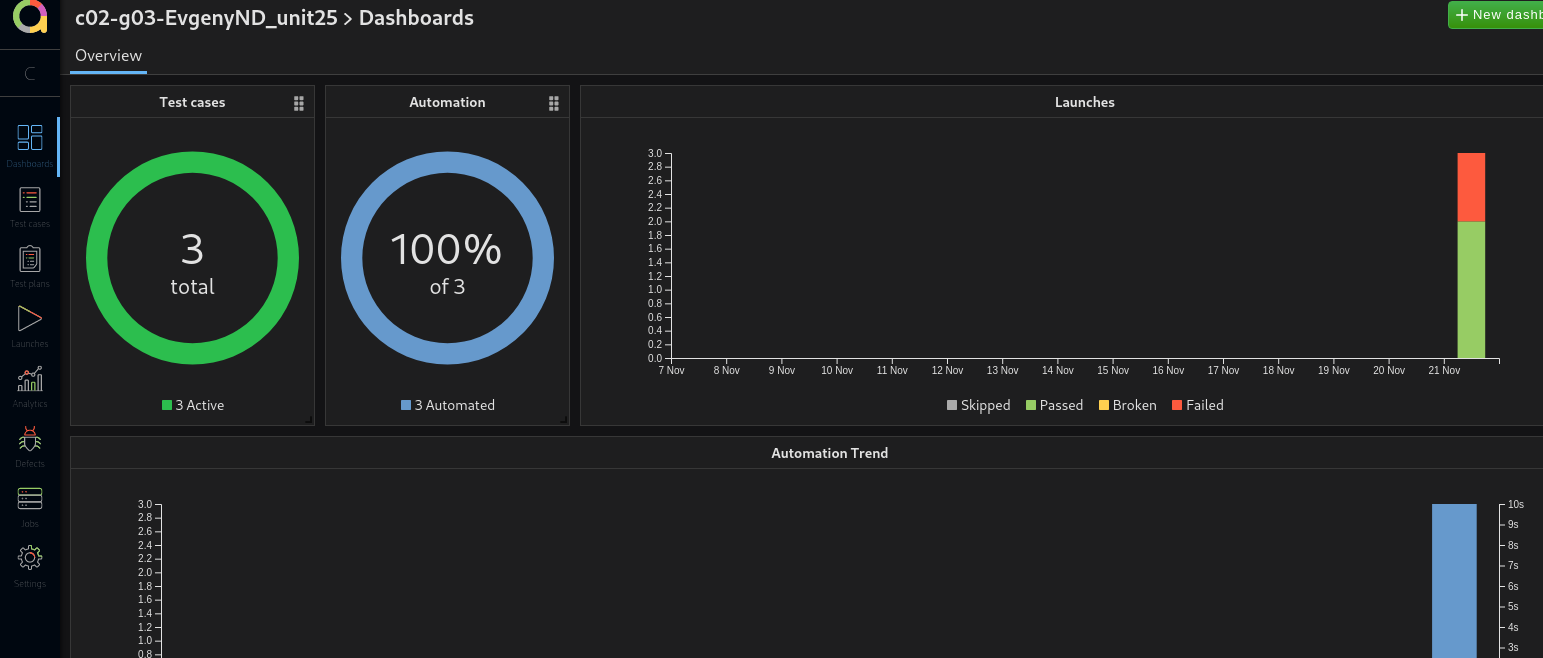 c02-g03-EvgenyND_unit25 > Dashboards
+ New dashb
Overview
C
Dashboards
Test cases
Test plans
Launches
Analytics
Defects
Jobs
Settings
Test cases
3
total
3 Active
Automation
100%
of 3
3 Automated
Launches
3.0
2.8
2.6
2.4
2.2
2.0
1.8
1.6
1.4
1.2
1.0
0.8
0.6
0.4
0.2
0.0
7 Nov 8 Nov 9 Nov 10 Nov 11 Nov 12 Nov 13 Nov 14 Nov 15 Nov 16 Nov 17 Nov 18 Nov 19 Nov 20 Nov 21 Nov
Skipped Passed Broken Failed
Automation Trend
3.0
2.8
2.6
2.4
2.2
2.0
1.8
1.6
1.4
1.2
1.0
0.8
10s
9s
8s
7s
6s
5s
4s
3s